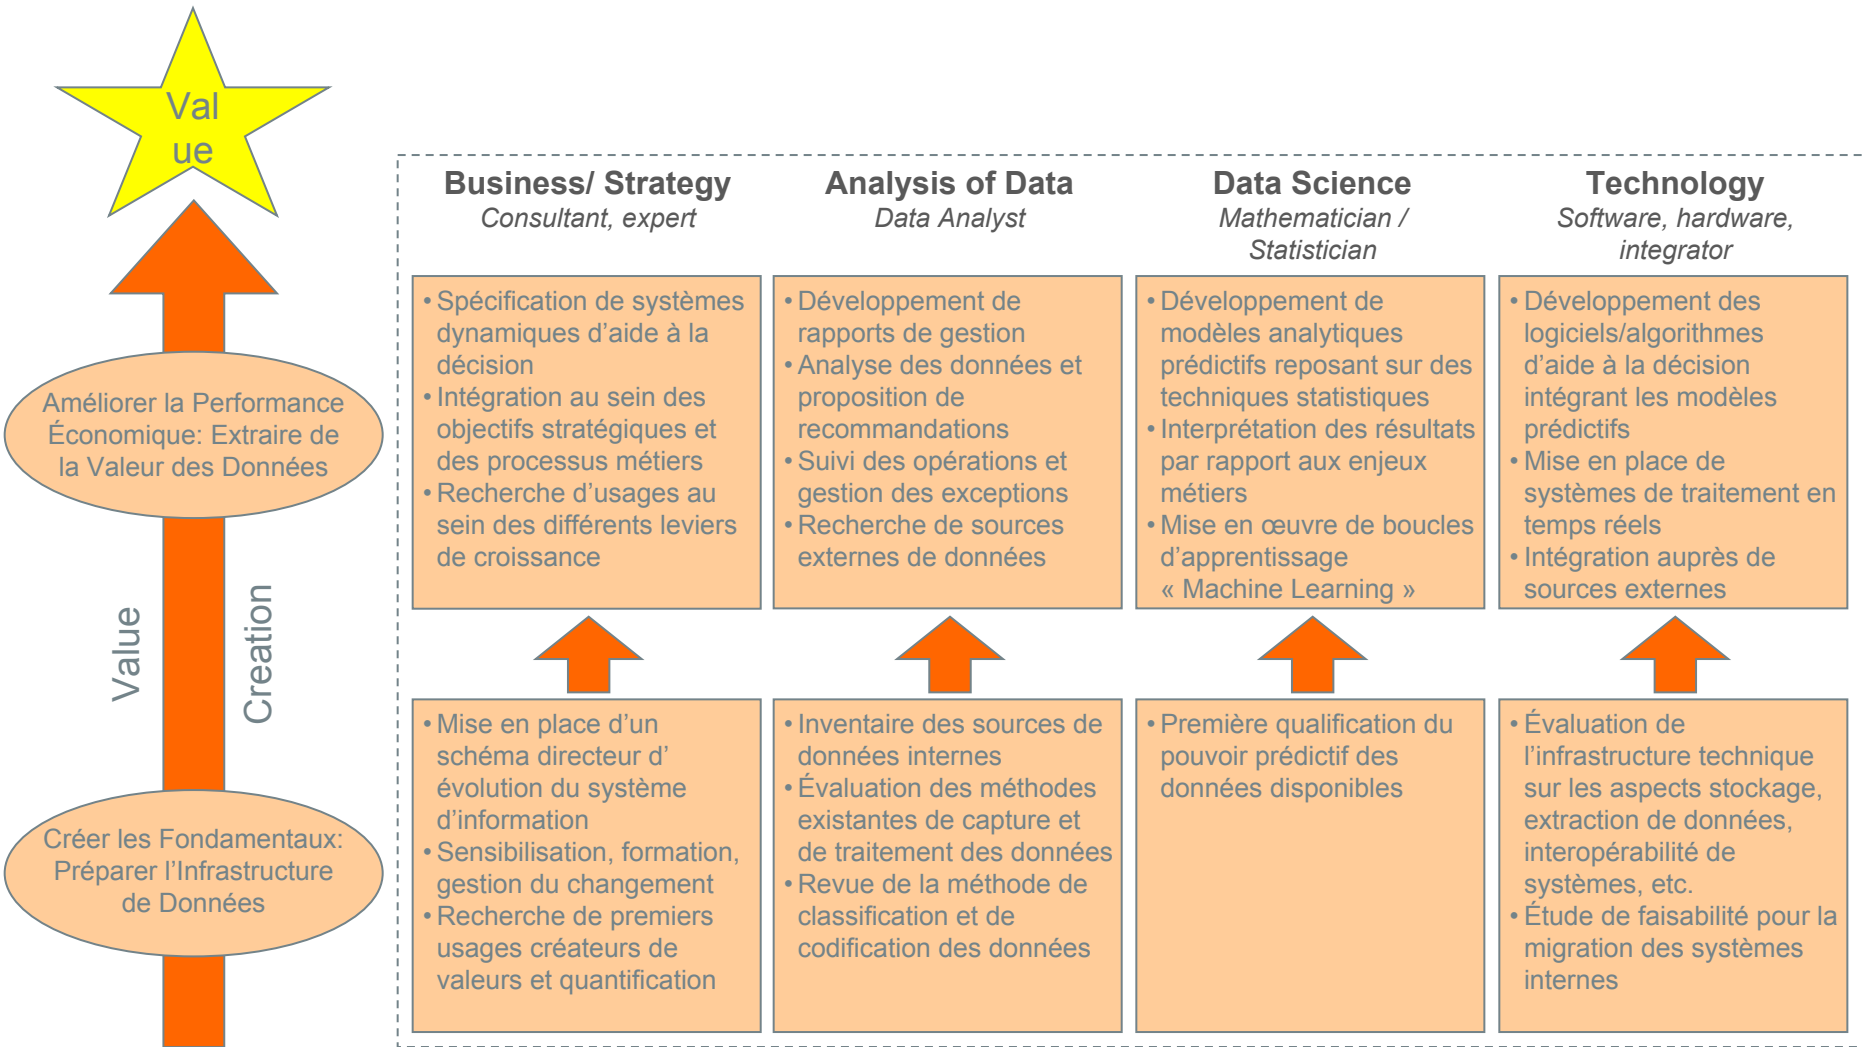 Val
ue
Améliorer la Performance
Économique: Extraire de
la Valeur des Données
Value
Creation
Créer les Fondamentaux:
Préparer l’Infrastructure
de Données
Business/ Strategy
Consultant, expert
Analysis of Data
Data Analyst
Data Science
Mathematician /
Statistician
Technology
Software, hardware,
integrator
• Spécification de systèmes
dynamiques d’aide à la
décision
• Intégration au sein des
objectifs stratégiques et
des processus métiers
• Recherche d’usages au
sein des différents leviers
de croissance
• Développement de
rapports de gestion
• Analyse des données et
proposition de
recommandations
• Suivi des opérations et
gestion des exceptions
• Recherche de sources
externes de données
• Développement de
modèles analytiques
prédictifs reposant sur des
techniques statistiques
• Interprétation des résultats
par rapport aux enjeux
métiers
• Mise en œuvre de boucles
d’apprentissage
« Machine Learning »
• Développement des
logiciels/algorithmes
d’aide à la décision
intégrant les modèles
prédictifs
• Mise en place de
systèmes de traitement en
temps réels
• Intégration auprès de
sources externes
• Mise en place d’un
schéma directeur d’
évolution du système
d’information
• Sensibilisation, formation,
gestion du changement
• Recherche de premiers
usages créateurs de
valeurs et quantification
• Inventaire des sources de
données internes
• Évaluation des méthodes
existantes de capture et
de traitement des données
• Revue de la méthode de
classification et de
codification des données
• Première qualification du
pouvoir prédictif des
données disponibles
• Évaluation de
l’infrastructure technique
sur les aspects stockage,
extraction de données,
interopérabilité de
systèmes, etc.
• Étude de faisabilité pour la
migration des systèmes
internes